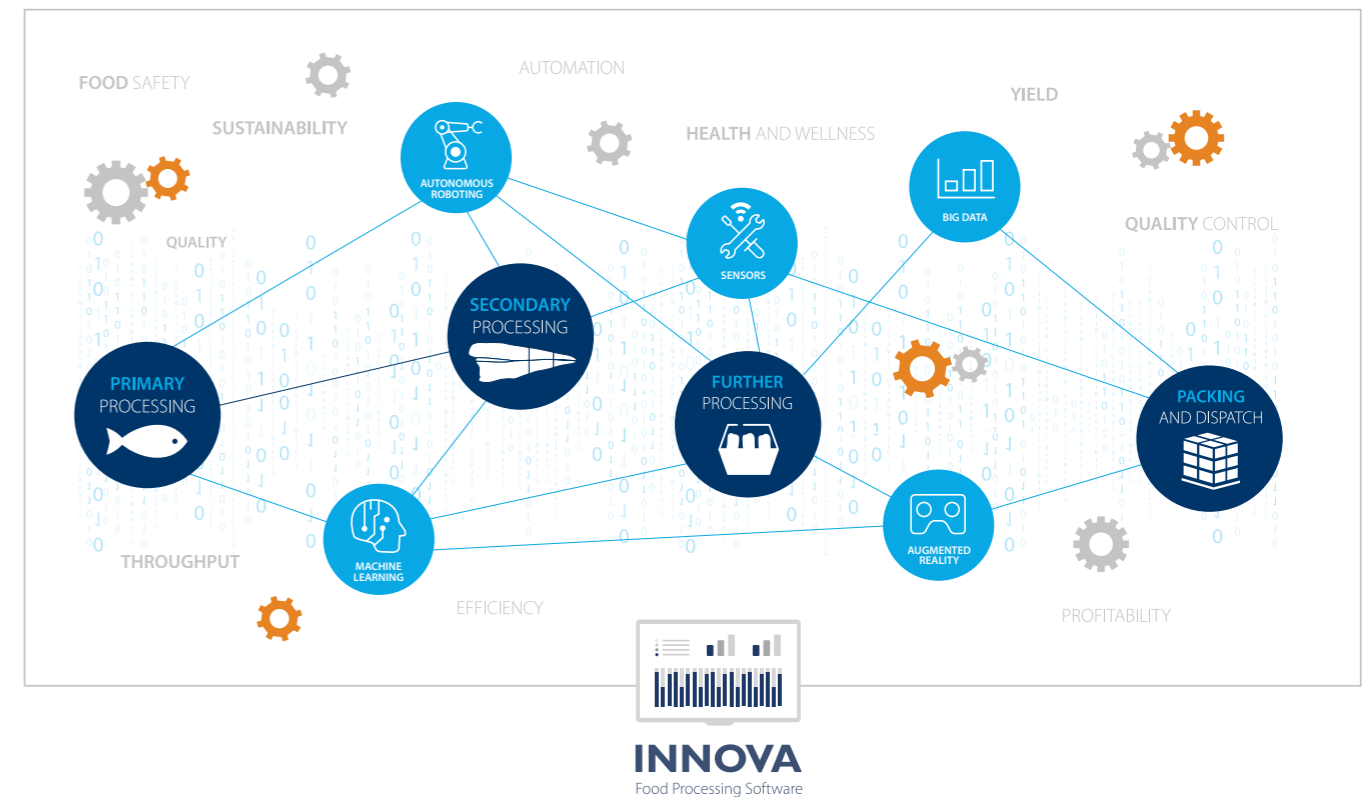 AUTOMATION
FOOD SAFETY
YIELD
SUSTAINABILITY
HEALTH AND WELLNESS
AUTONOMOUS
ROBOTING
BIG DATA
QUALITY CONTROL
QUALITY
SENSORS
SECONDARY
PROCESSING
PRIMARY
PROCESSING
FURTHER
PROCESSING
PACKING
AND DISPATCH
THROUGHPUT
MACHINE
LEARNING
AUGMENTED
REALITY
EFFICIENCY
PROFITABILITY
INNOVA
Food Processing Software